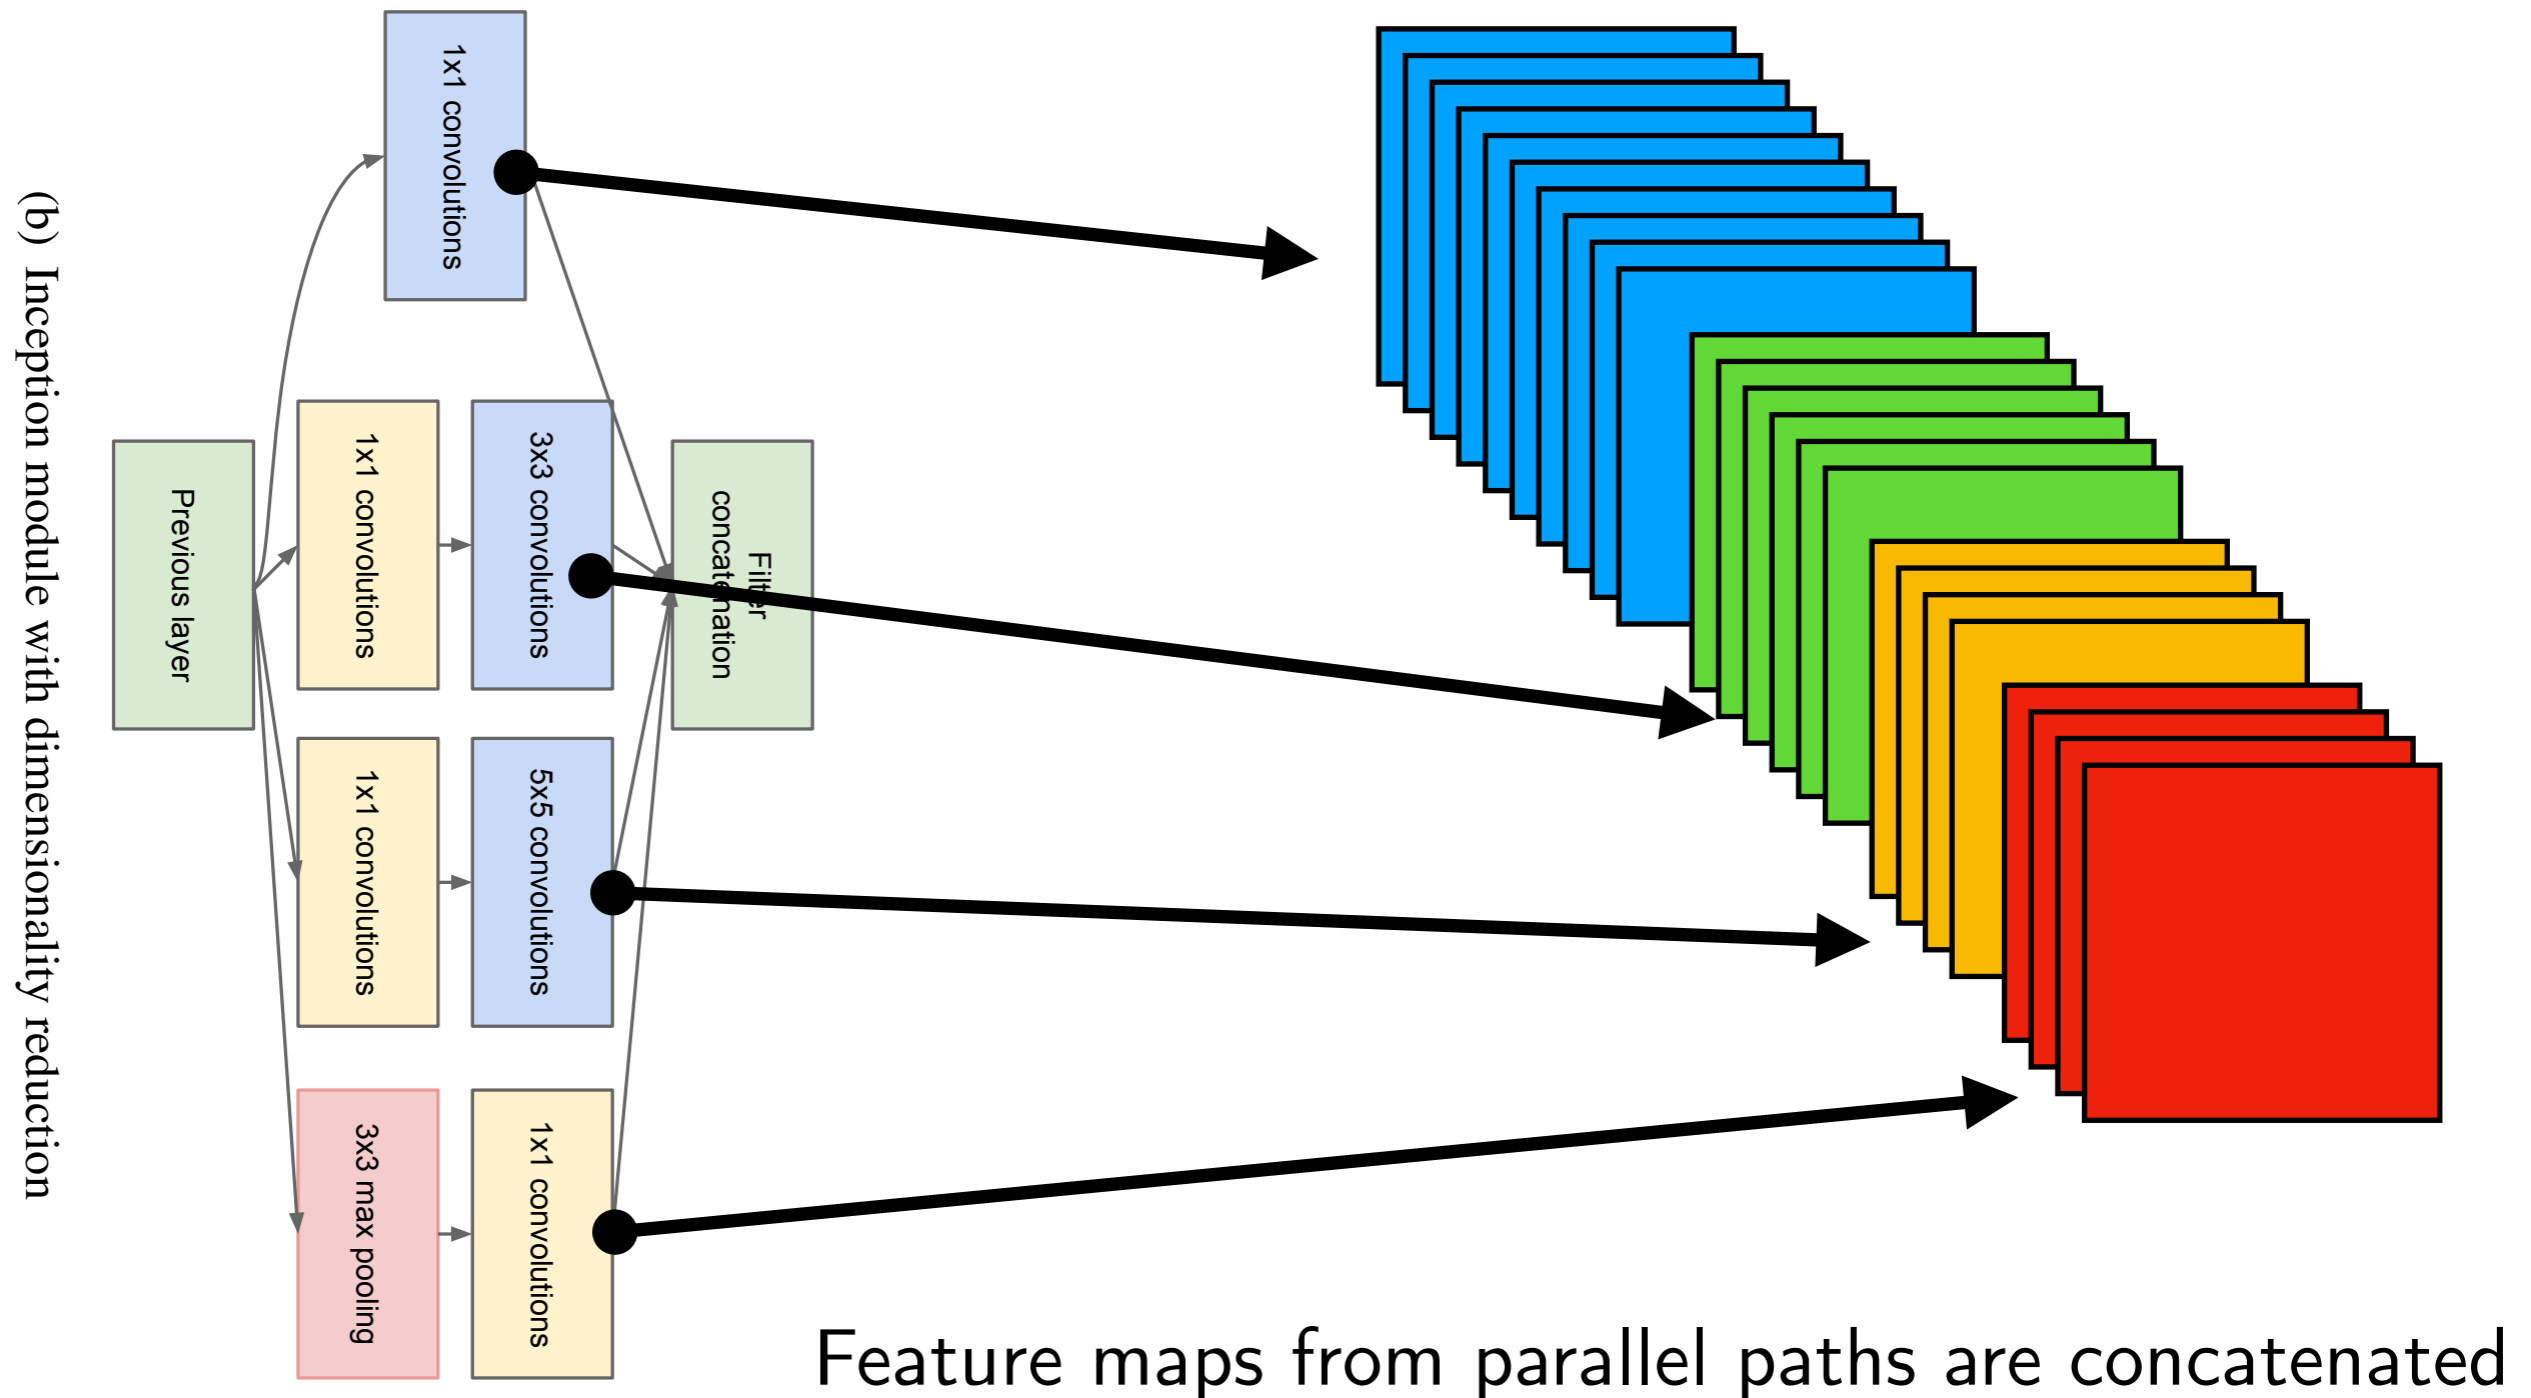 (b) Inception module with dimensionality reduction
Previous layer
1x1 convolutions
1x1 convolutions
3x3 convolutions
1x1 convolutions
5x5 convolutions
3x3 max pooling
1x1 convolutions
Filter
concatenation
Feature maps from parallel paths are concatenated